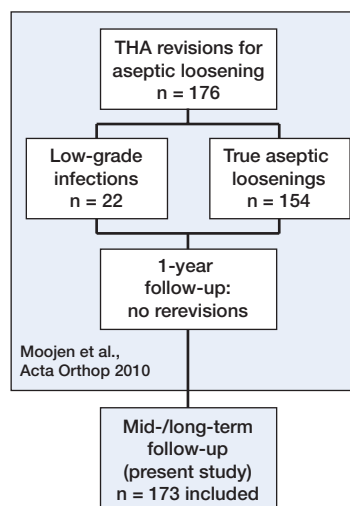 THA revisions for
aseptic loosening
n = 176
Low-grade
infections
n = 22
True aseptic
loosenings
n = 154
1-year
follow-up:
no rerevisions
Moojen et al.,
Acta Orthop 2010
Mid-/long-term
follow-up
(present study)
n = 173 included